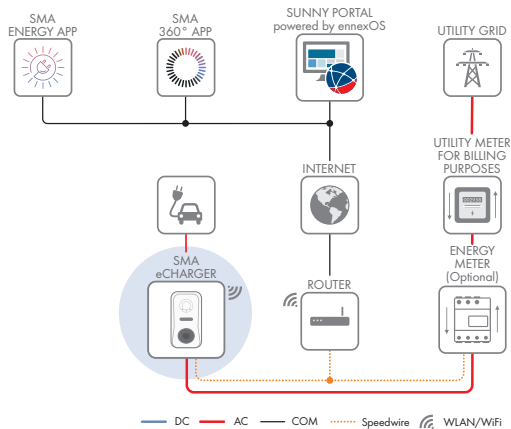 SMA
ENERGY APP
SMA
360° APP
SUNNY PORTAL
powered by ennexOS
UTILITY GRID
UTILITY METER
FOR BILLING
PURPOSES
INTERNET
ENERGY
METER
(Optional)
SMA
eCHARGER
ROUTER
DC
AC
COM
Speedwire
WLAN/WiFi